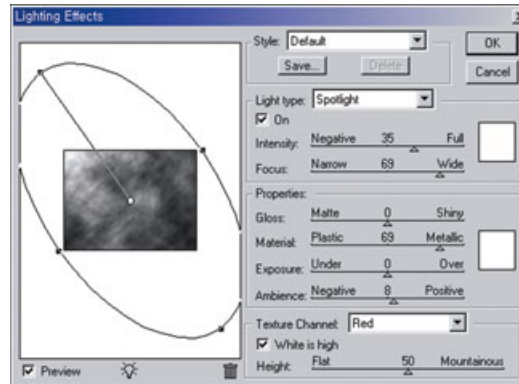 Lighting Effects
Style: Default
OK
Save... Delete
Cancel
Light type: Spotlight
On
Intensity: Negative 35 Full
Focus: Narrow 69 Wide
Properties:
Gloss: Matte 0 Shiny
Material: Plastic 69 Metallic
Exposure: Under 0 Over
Ambience: Negative 8 Positive
Texture Channel: Red
White is high
Height: Flat 50 Mountainous
Preview